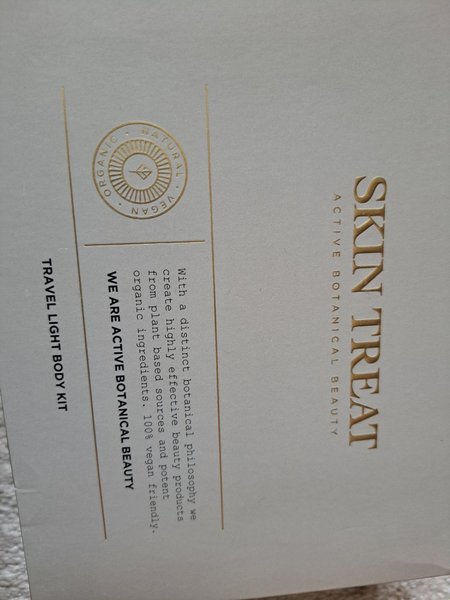 SKIN TREAT
ACTIVE BOTANICAL BEAUTY
ORGANIC · NATURAL · VEGAN ·
With a distinct botanical philosophy we
create highly effective beauty products
from plant based sources and potent
organic ingredients. 100% vegan friendly.
WE ARE ACTIVE BOTANICAL BEAUTY
TRAVEL LIGHT BODY KIT